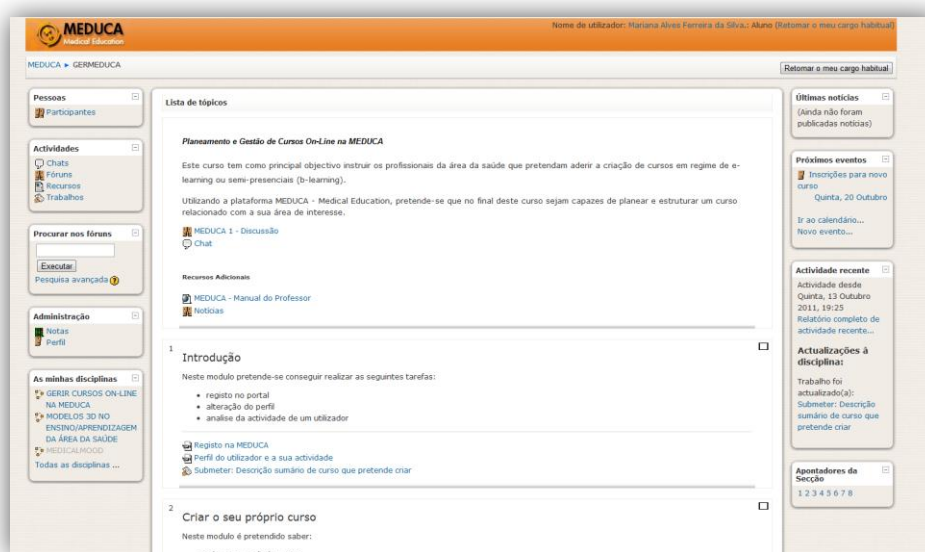 MEDUCA
Medical Education
Nome de utilizador: Mariana Alves Ferreira da Silva.: Aluno (Retomar o meu cargo habitual)
MEDUCA ► GERMEDUCA
Retomar o meu cargo habitual
Pessoas
Participantes
Actividades
Chats
Fóruns
Recursos
Trabalhos
Procurar nos fóruns
Executar
Pesquisa avançada
Administração
Notas
Perfil
As minhas disciplinas
GERIR CURSOS ON-LINE
NA MEDUCA
MODELOS 3D NO
ENSINO/APRENDIZAGEM
DA ÁREA DA SAÚDE
MEDICALMOOD
Todas as disciplinas ...
Lista de tópicos
Planeamento e Gestão de Cursos On-Line na MEDUCA
Este curso tem como principal objectivo instruir os profissionais da área da saúde que pretendam aderir a criação de cursos em regime de e-
learning ou semi-presenciais (b-learning).
Utilizando a plataforma MEDUCA - Medical Education, pretende-se que no final deste curso sejam capazes de planear e estruturar um curso
relacionado com a sua área de interesse.
MEDUCA 1 - Discussão
Chat
Recursos Adicionais
MEDUCA - Manual do Professor
Notícias
1
Introdução
Neste modulo pretende-se conseguir realizar as seguintes tarefas:
• registo no portal
• alteração do perfil
• analise da actividade de um utilizador
Registo na MEDUCA
Perfil do utilizador e a sua actividade
Submeter: Descrição sumário de curso que pretende criar
2
Criar o seu próprio curso
Neste modulo é pretendido saber:
Últimas notícias
(Ainda não foram
publicadas notícias)
Próximos eventos
Inscrições para novo
curso
Quinta, 20 Outubro
Ir ao calendário...
Novo evento...
Actividade recente
Actividade desde
Quinta, 13 Outubro
2011, 19:25
Relatório completo de
actividade recente...
Actualizações à
disciplina:
Trabalho foi
actualizado(a):
Submeter: Descrição
sumário de curso que
pretende criar
Apontadores da
Secção
1 2 3 4 5 6 7 8